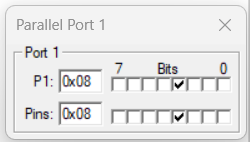 Parallel Port 1
Port 1
7 Bits 0
P1: 0x08
Pins: 0x08